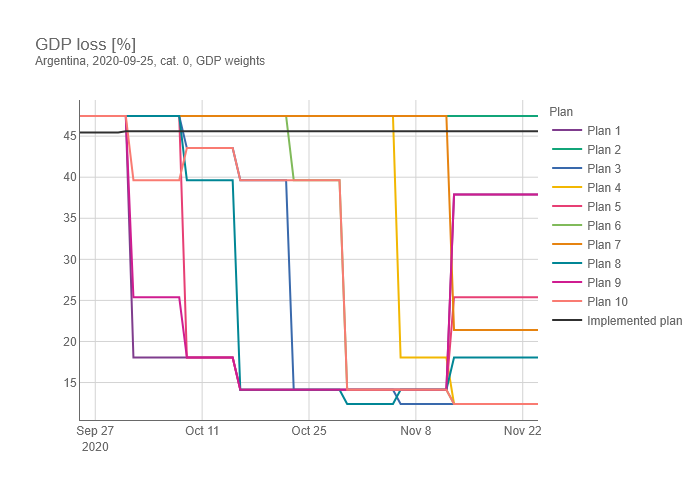 GDP loss [%]
Argentina, 2020-09-25, cat. 0, GDP weights
Plan
Plan 1
Plan 2
Plan 3
Plan 4
Plan 5
Plan 6
Plan 7
Plan 8
Plan 9
Plan 10
Implemented plan
45
40
35
30
25
20
15
Sep 27
2020
Oct 11
Oct 25
Nov 8
Nov 22